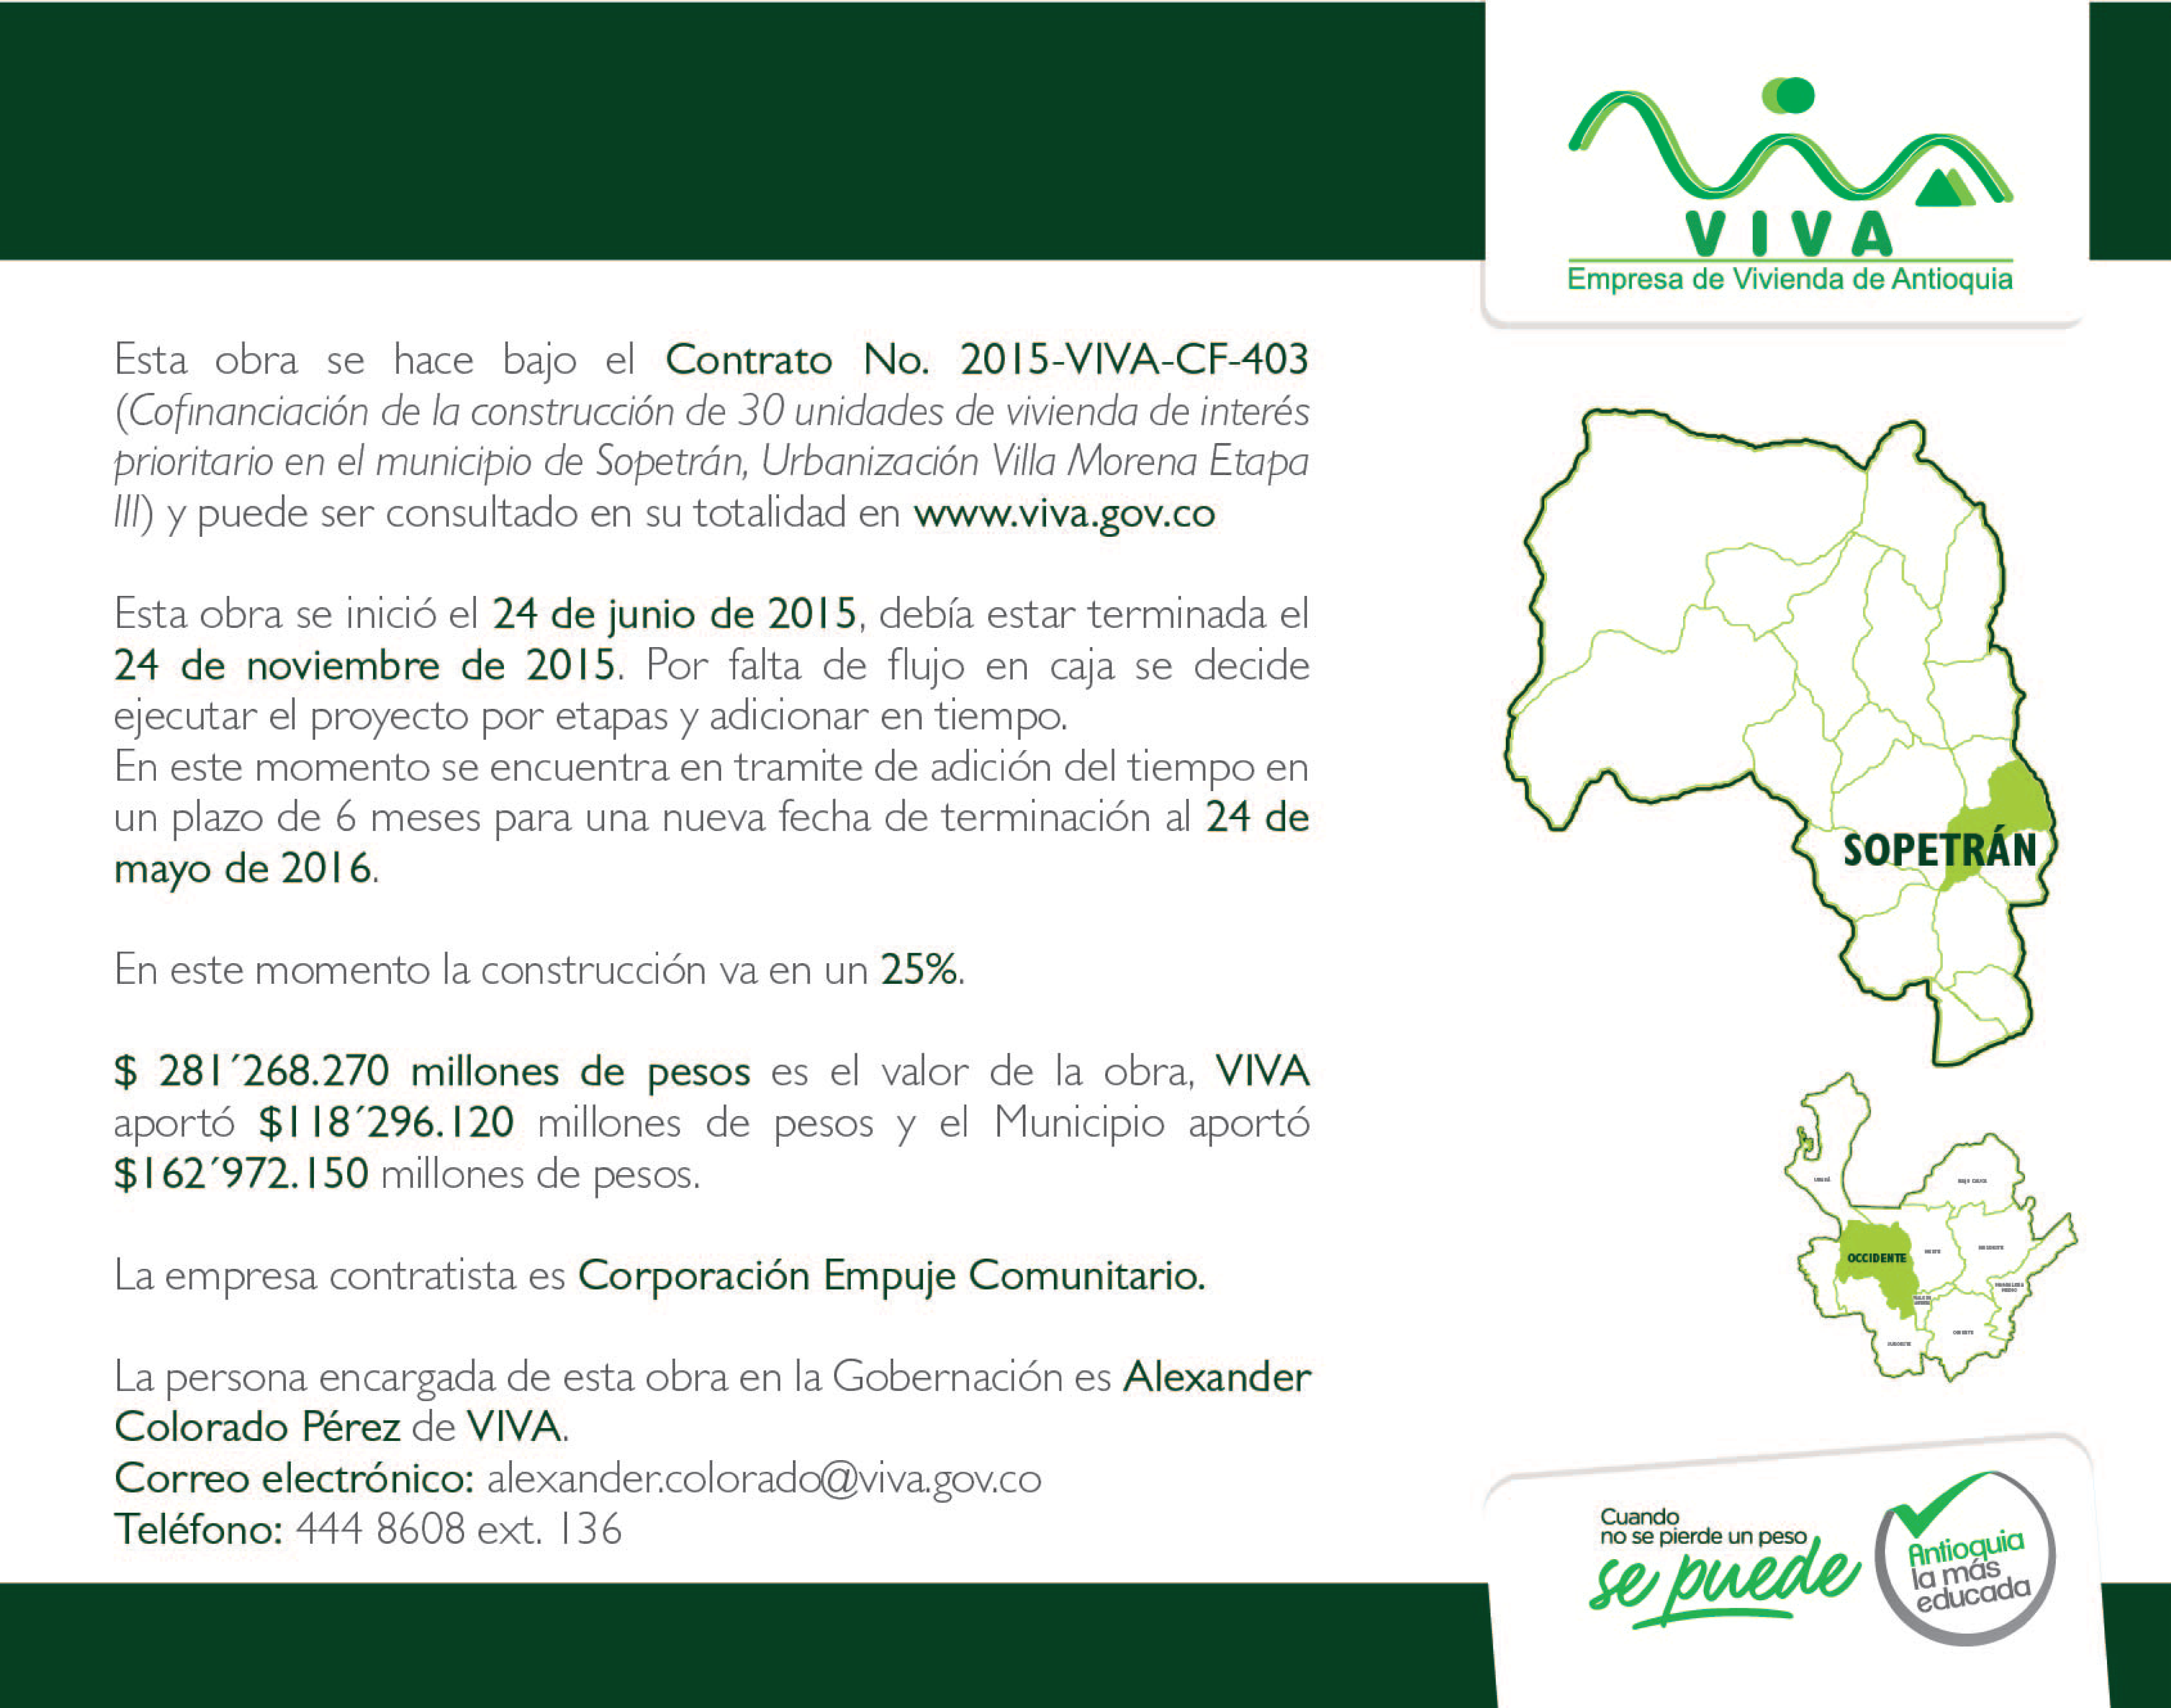 VIVA
Empresa de Vivienda de Antioquia
Esta obra se hace bajo el Contrato No. 2015-VIVA-CF-403
(Cofinanciación de la construcción de 30 unidades de vivienda de interés
prioritario en el municipio de Sopetrán, Urbanización Villa Morena Etapa
III) y puede ser consultado en su totalidad en www.viva.gov.co
Esta obra se inició el 24 de junio de 2015, debía estar terminada el
24 de noviembre de 2015. Por falta de flujo en caja se decide
ejecutar el proyecto por etapas y adicionar en tiempo.
En este momento se encuentra en tramite de adición del tiempo en
un plazo de 6 meses para una nueva fecha de terminación al 24 de
mayo de 2016.
En este momento la construcción va en un 25%.
$ 281´268.270 millones de pesos es el valor de la obra, VIVA
aportó $118´296.120 millones de pesos y el Municipio aportó
$162´972.150 millones de pesos.
La empresa contratista es Corporación Empuje Comunitario.
La persona encargada de esta obra en la Gobernación es Alexander
Colorado Pérez de VIVA.
Correo electrónico: alexander.colorado@viva.gov.co
Teléfono: 444 8608 ext. 136
SOPETRÁN
OCCIDENTE
Cuando
no se pierde un peso
se puede
Antioquia
la más
educada